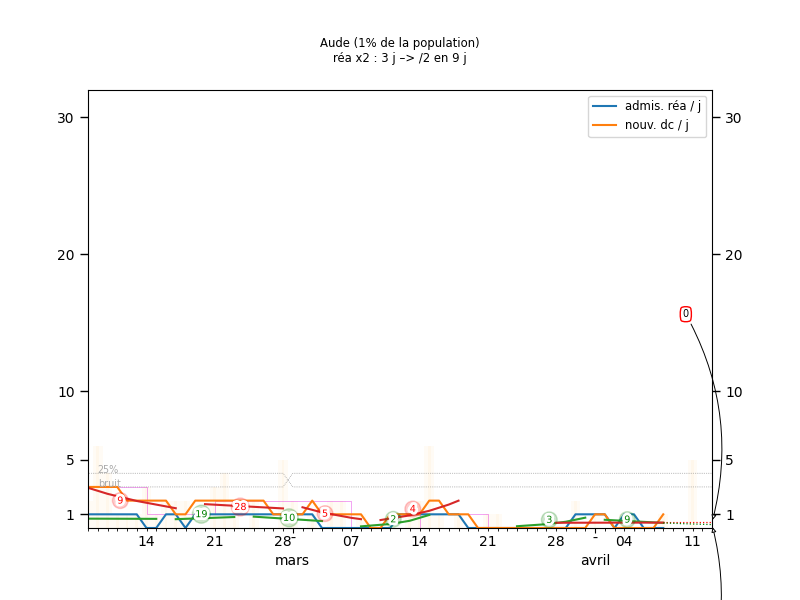 Aude (1% de la population)
réa x2 : 3 j –> /2 en 9 j
admis. réa / j
nouv. dc / j
30 30
20 20
0
10 10
5 5
25%
bruit
9 19 28 10 5 2 4 3 9
1 1
14 21 28 07 14 21 28 - 04 11
mars avril